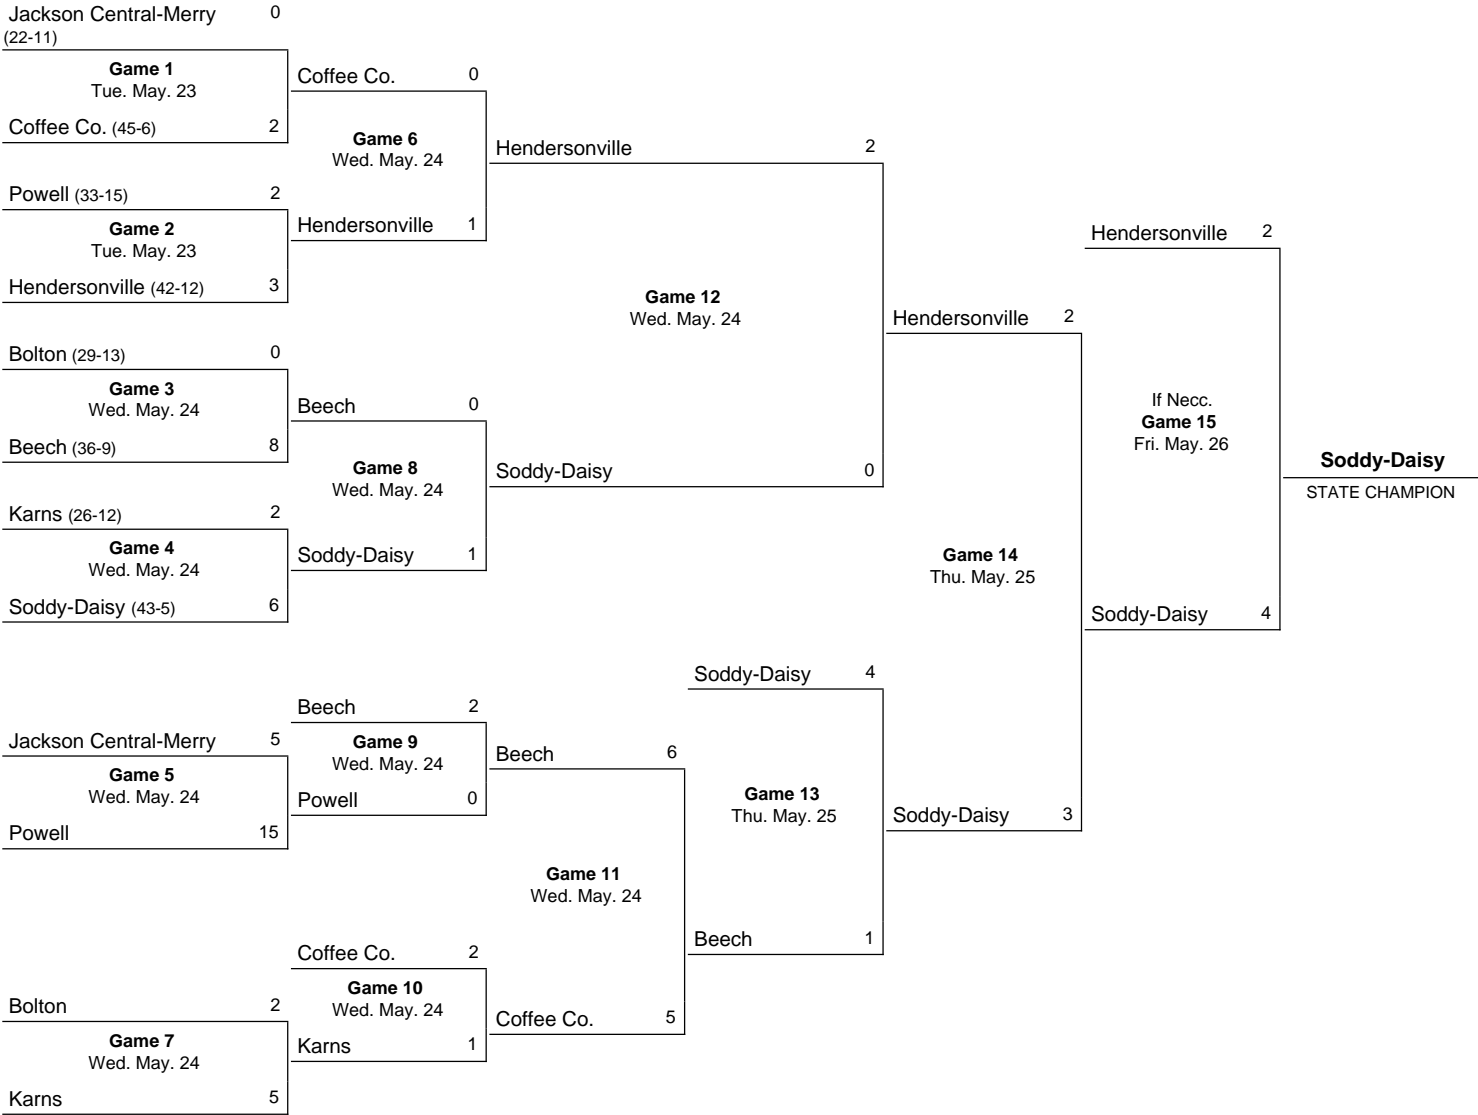 Jackson Central-Merry 0
(22-11)
Game 1
Tue. May. 23
Coffee Co. (45-6) 2
Powell (33-15) 2
Game 2
Tue. May. 23
Hendersonville (42-12) 3
Bolton (29-13) 0
Game 3
Wed. May. 24
Beech (36-9) 8
Karns (26-12) 2
Game 4
Wed. May. 24
Soddy-Daisy (43-5) 6
Jackson Central-Merry 5
Game 5
Wed. May. 24
Powell 15
Bolton 2
Game 7
Wed. May. 24
Karns 5
Coffee Co. 0
Game 6
Wed. May. 24
Hendersonville 1
Beech 0
Game 8
Wed. May. 24
Soddy-Daisy 1
Beech 2
Game 9
Wed. May. 24
Powell 0
Coffee Co. 2
Game 10
Wed. May. 24
Karns 1
Hendersonville 2
Game 12
Wed. May. 24
Soddy-Daisy 0
Beech 6
Game 11
Wed. May. 24
Coffee Co. 5
Soddy-Daisy 4
Game 13
Thu. May. 25
Beech 1
Hendersonville 2
Game 14
Thu. May. 25
Soddy-Daisy 3
Hendersonville 2
If Necc.
Game 15
Fri. May. 26
Soddy-Daisy 4
Soddy-Daisy
STATE CHAMPION